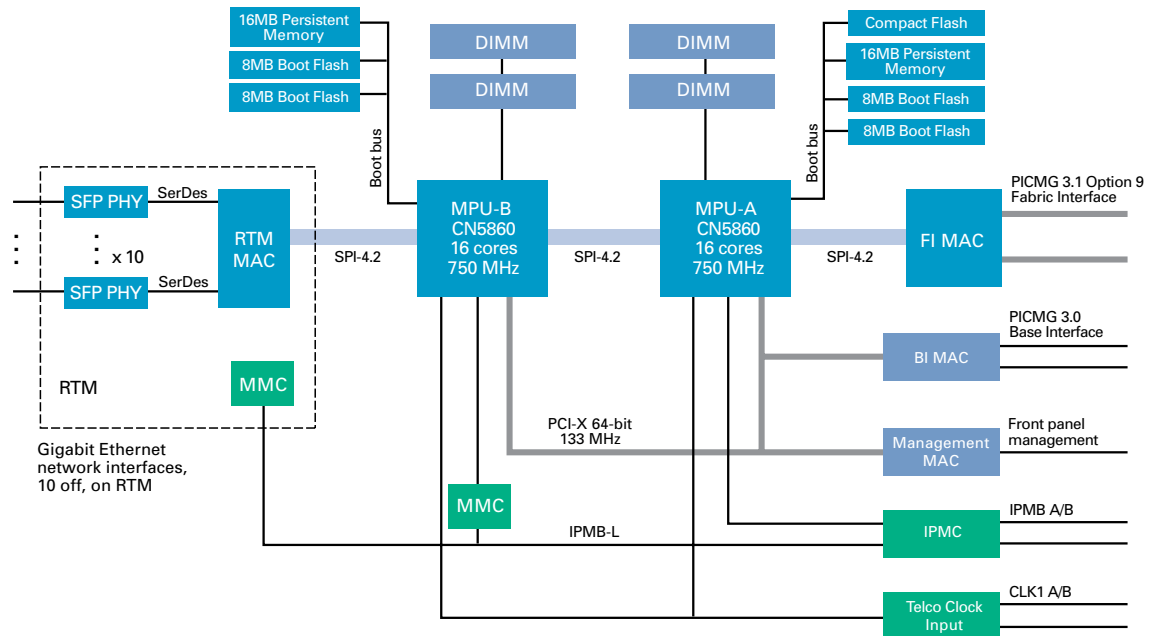 16MB Persistent
Memory
8MB Boot Flash
8MB Boot Flash
Boot bus
DIMM
DIMM
DIMM
DIMM
Compact Flash
16MB Persistent
Memory
8MB Boot Flash
8MB Boot Flash
Boot bus
SFP PHY
SerDes
x 10
SFP PHY
SerDes
RTM
MAC
SPI-4.2
MPU-B
CN5860
16 cores
750 MHz
SPI-4.2
MPU-A
CN5860
16 cores
750 MHz
SPI-4.2
FI MAC
PICMG 3.1 Option 9
Fabric Interface
PICMG 3.0
Base Interface
BI MAC
RTM
MMC
Gigabit Ethernet
network interfaces,
10 off, on RTM
PCI-X 64-bit
133 MHz
Management
MAC
Front panel
management
MMC
IPMB-L
IPMC
IPMB A/B
Telco Clock
Input
CLK1 A/B